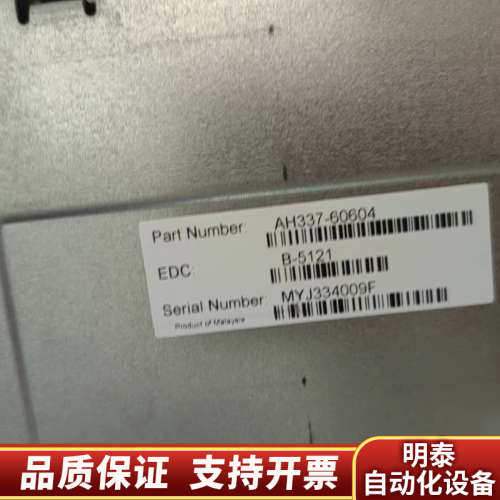 Part Number: AH337-60604
EDC: B-5121
Serial Number: MYJ334009F
Product of Malaysia
品质保证 支持开票
明泰
自动化设备